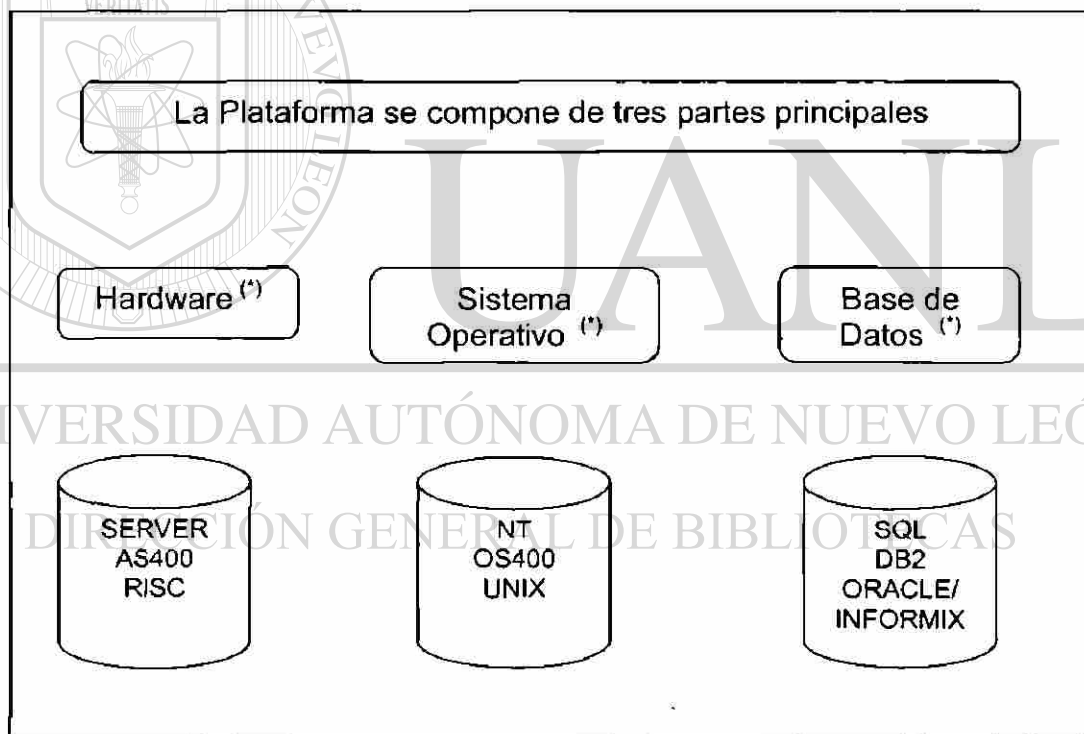 VERITATIS
La Plataforma se compone de tres partes principales
UANL
Hardware (*)
Sistema
Operativo (*)
Base de
Datos (*)
UNIVERSIDAD AUTÓNOMA DE NUEVO LEÓN
DIRECCIÓN GENERAL DE BIBLIOTECAS
SERVER
AS400
RISC
NT
OS400
UNIX
SQL
DB2
ORACLE/
INFORMIX